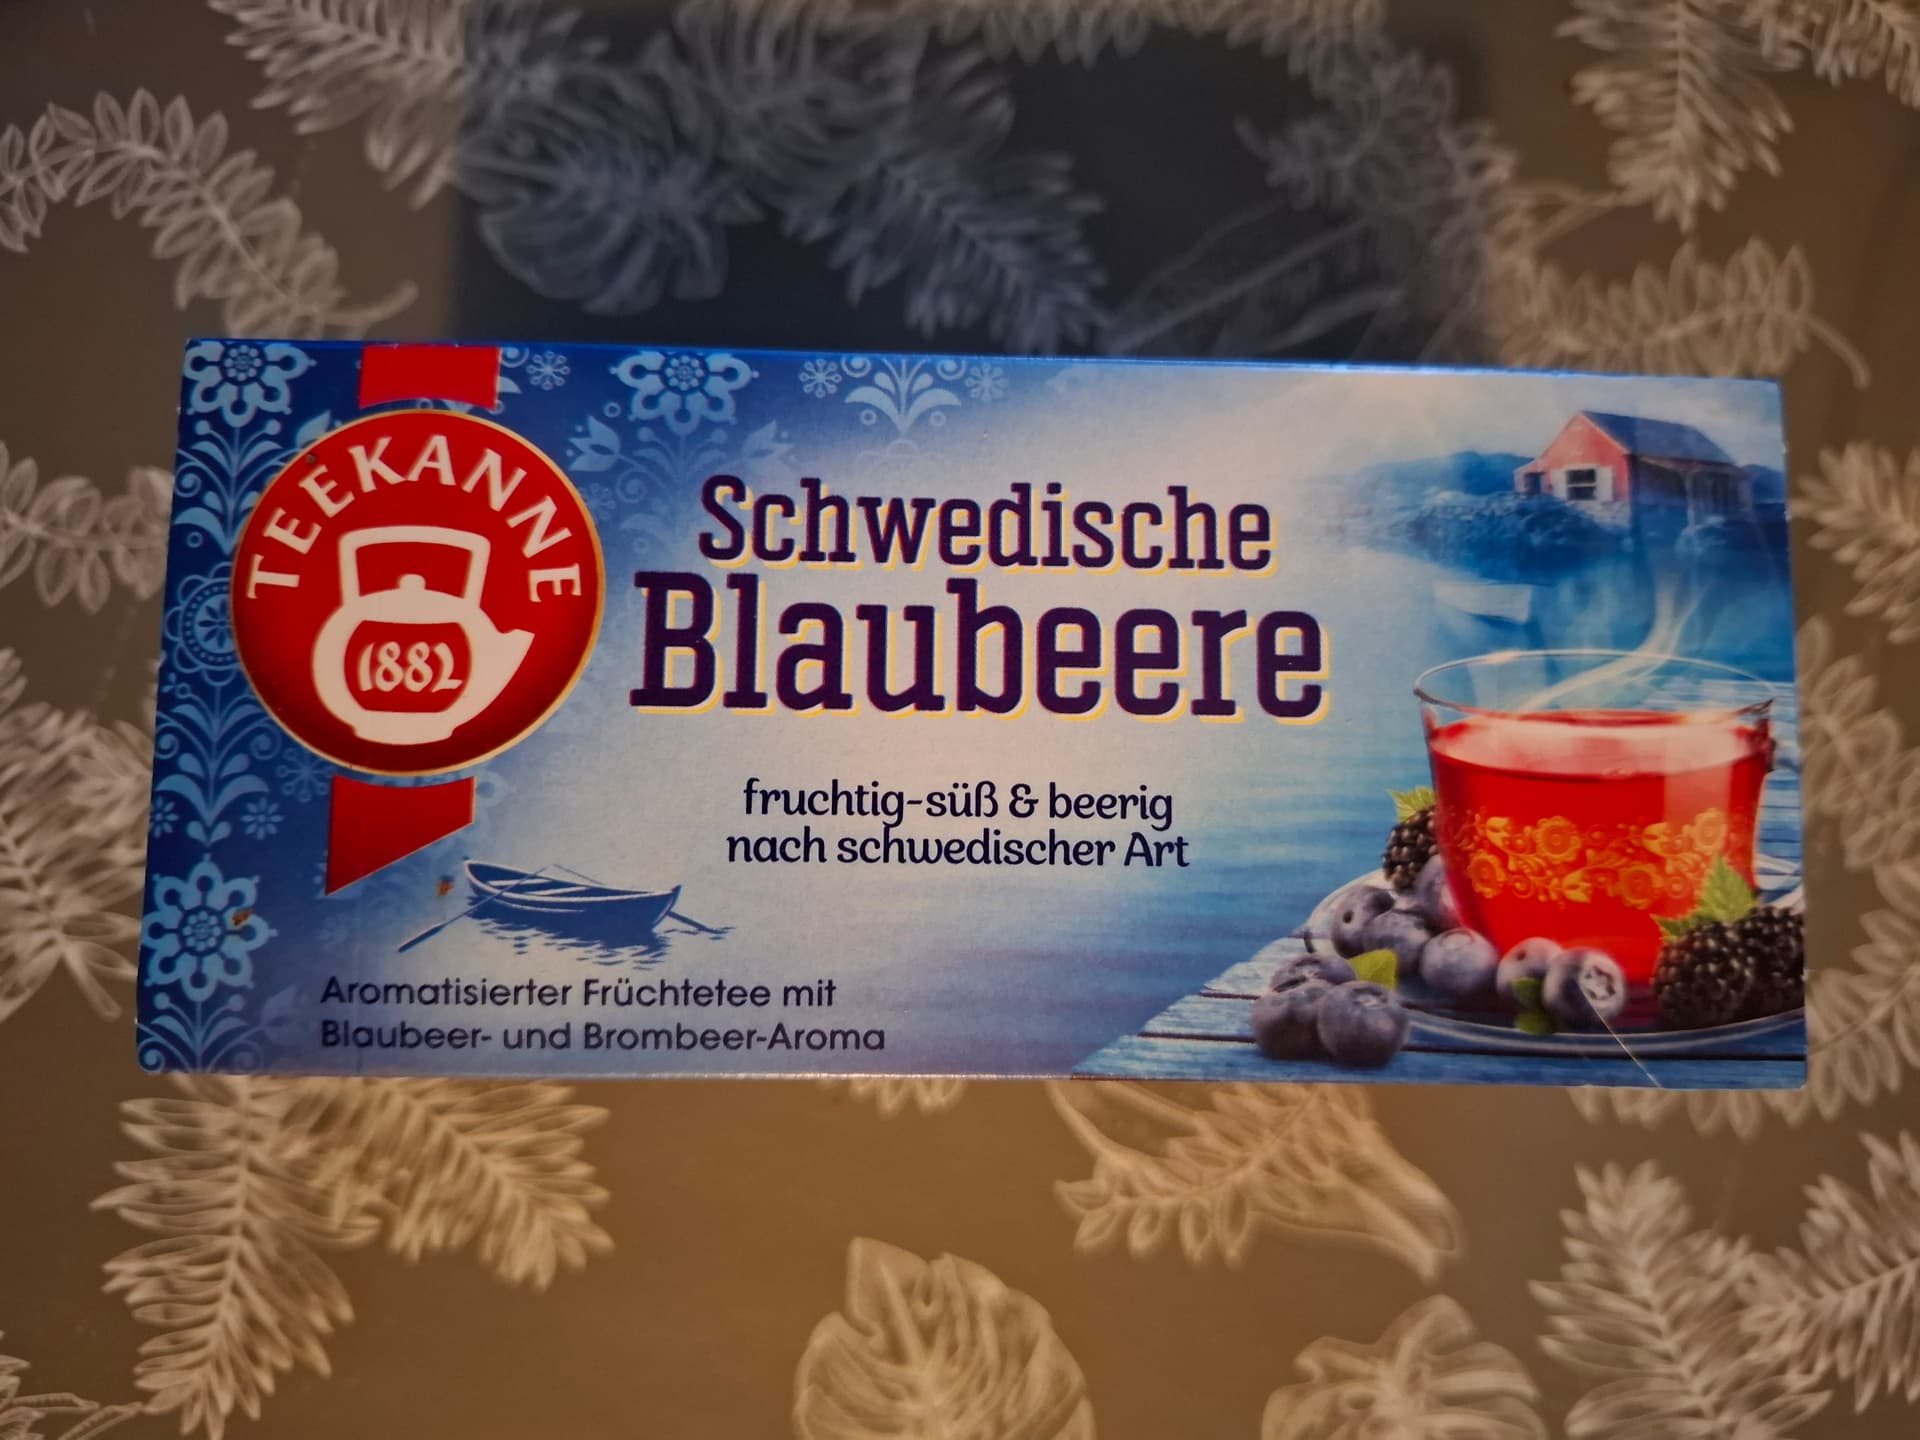 TEEKANNE
1882
Schwedische
Blaubeere
fruchtig-süß & beerig
nach schwedischer Art
Aromatisierter Früchtetee mit
Blaubeer- und Brombeer-Aroma